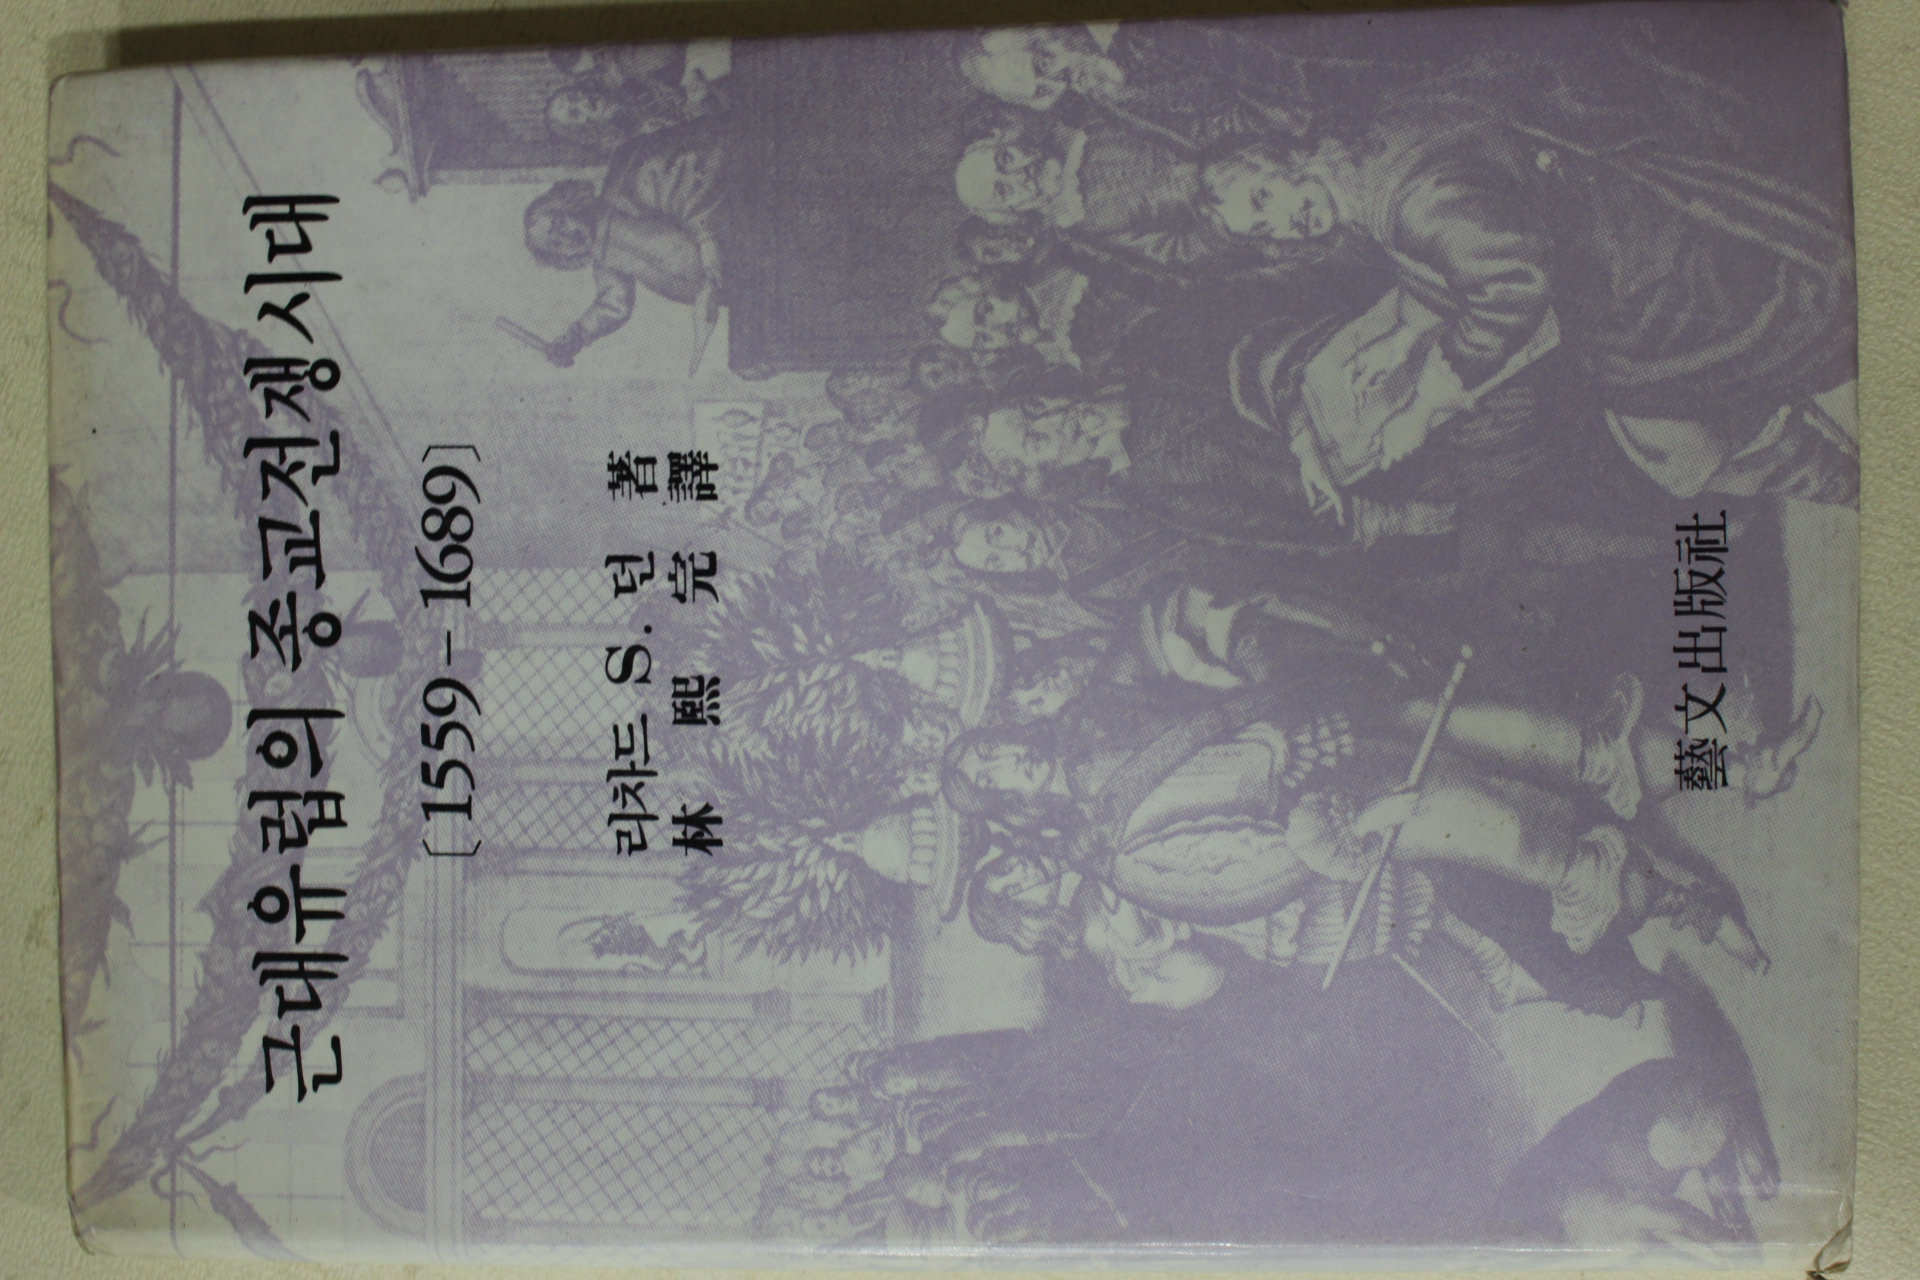 근대유럽의 종교전쟁시대
〔1559-1689〕
리차드 S. 던 著
林熙完 譯
藝文出版社